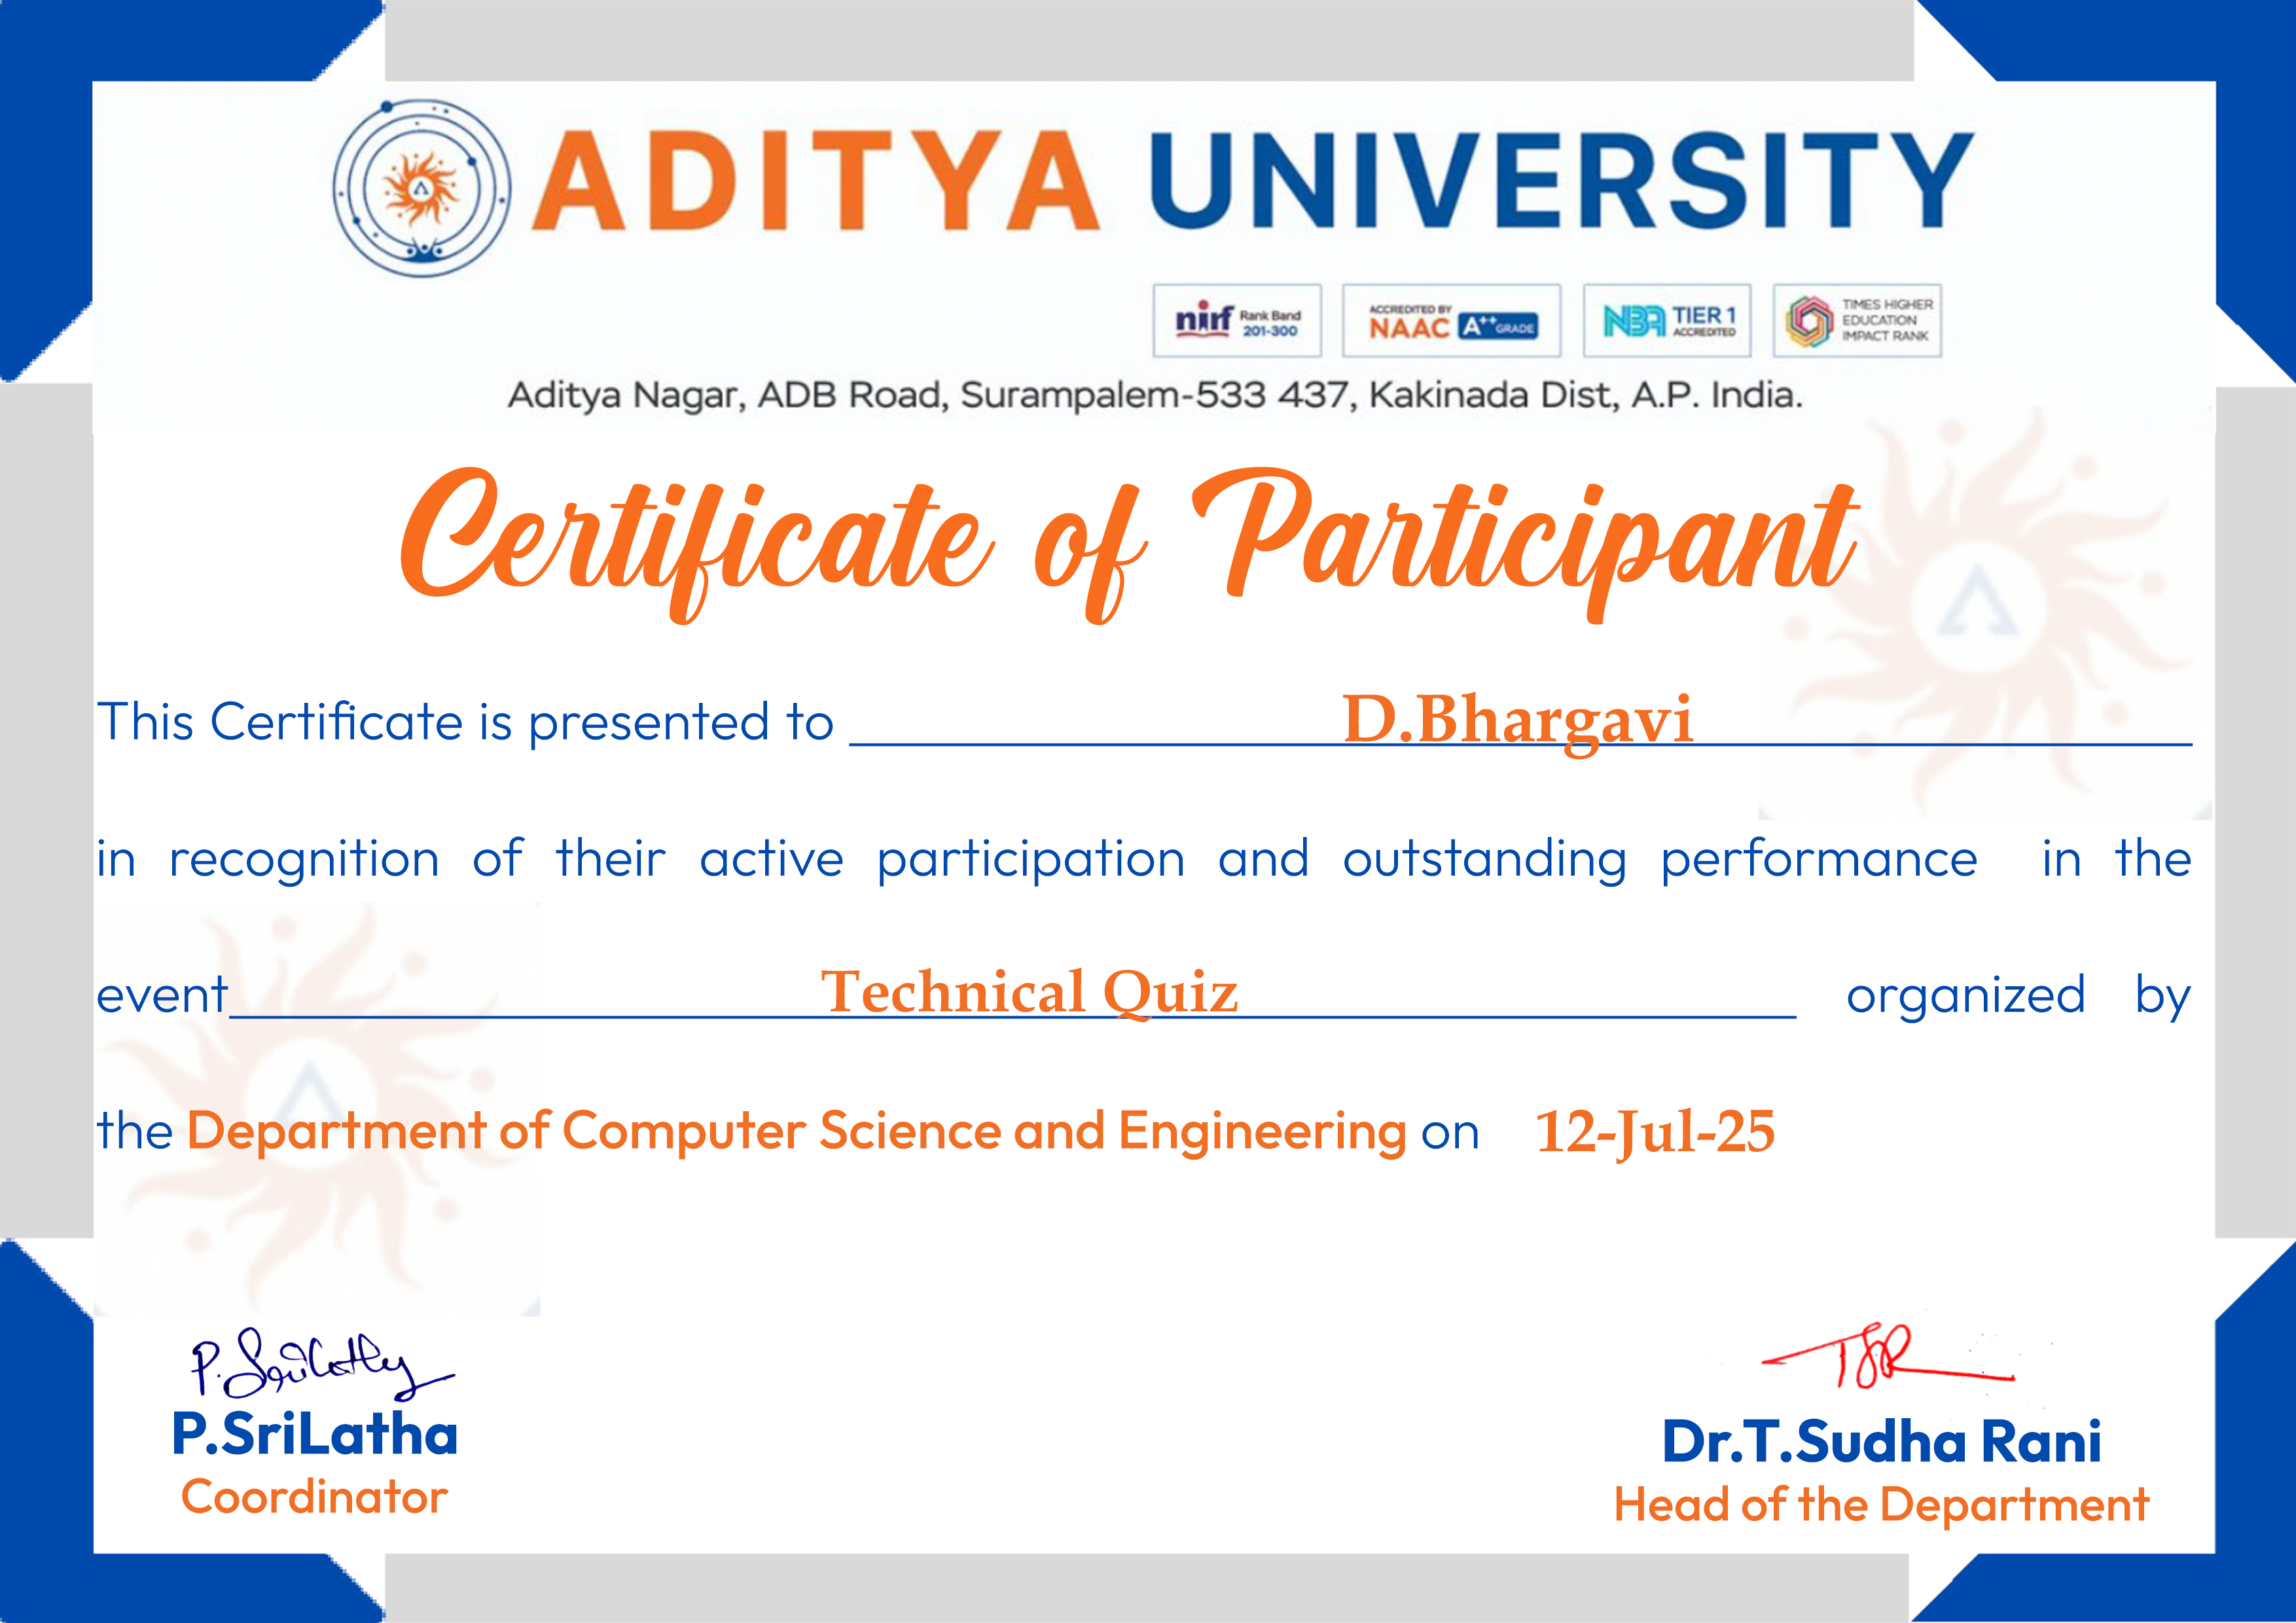 ADITYA UNIVERSITY
nirf Rank Band 201-300
ACCREDITED BY NAAC A++ GRADE
NBA TIER 1 ACCREDITED
TIMES HIGHER EDUCATION IMPACT RANK
Aditya Nagar, ADB Road, Surampalem-533 437, Kakinada Dist, A.P. India.
Certificate of Participant
This Certificate is presented to D.Bhargavi
in recognition of their active participation and outstanding performance in the
event Technical Quiz organized by
the Department of Computer Science and Engineering on 12-Jul-25
P.Srilatha
TSR
P.SriLatha
Dr.T.Sudha Rani
Coordinator
Head of the Department